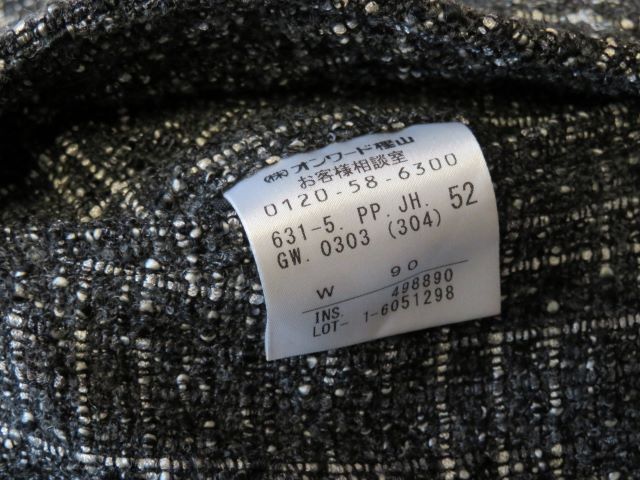 (株)オンワード樫山
お客様相談室
0120-58-6300
631-5. PP. JH. 52
GW. 0303 (304)
W 90
INS. 498890
LOT- 1-6051298